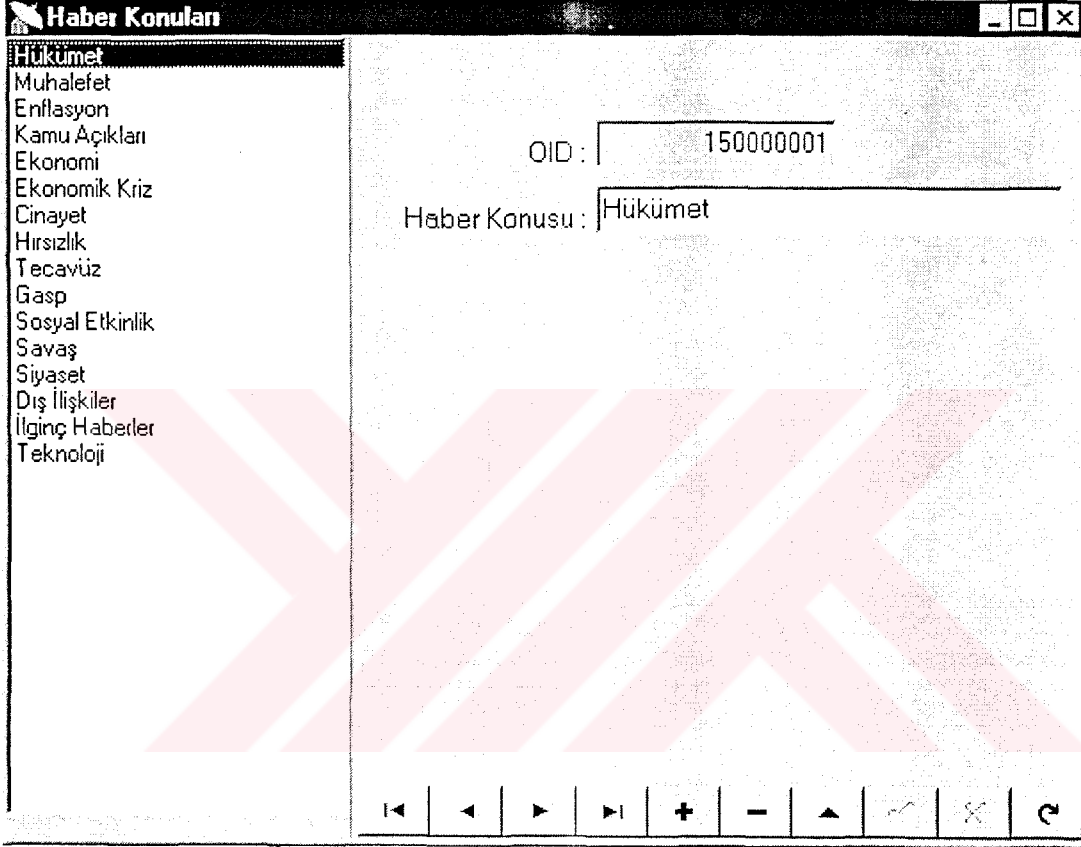 Haber Konuları
Hükümet
Muhalefet
Enflasyon
Kamu Açıkları
Ekonomi
Ekonomik Kriz
Cinayet
Hırsızlık
Tecavüz
Gasp
Sosyal Etkinlik
Savaş
Siyaset
Dış İlişkiler
İlginç Haberler
Teknoloji
OID : 150000001
Haber Konusu : Hükümet